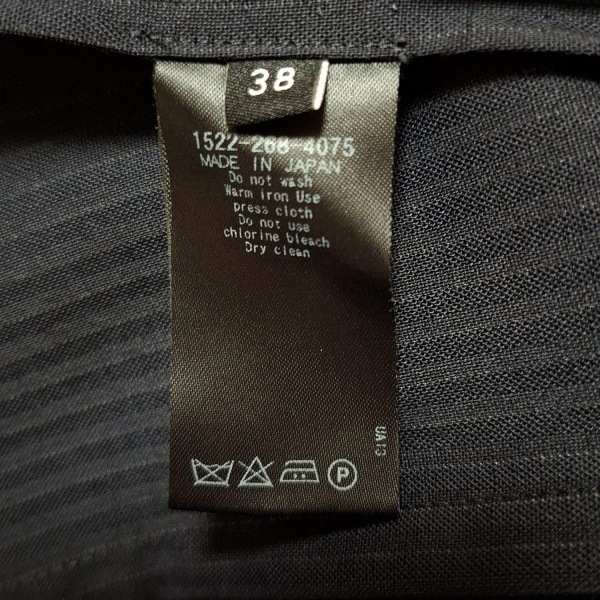 38
1522-268-4075
MADE IN JAPAN
Do not wash
Warm iron Use
press cloth
Do not use
chlorine bleach
Dry clean
UA13
P